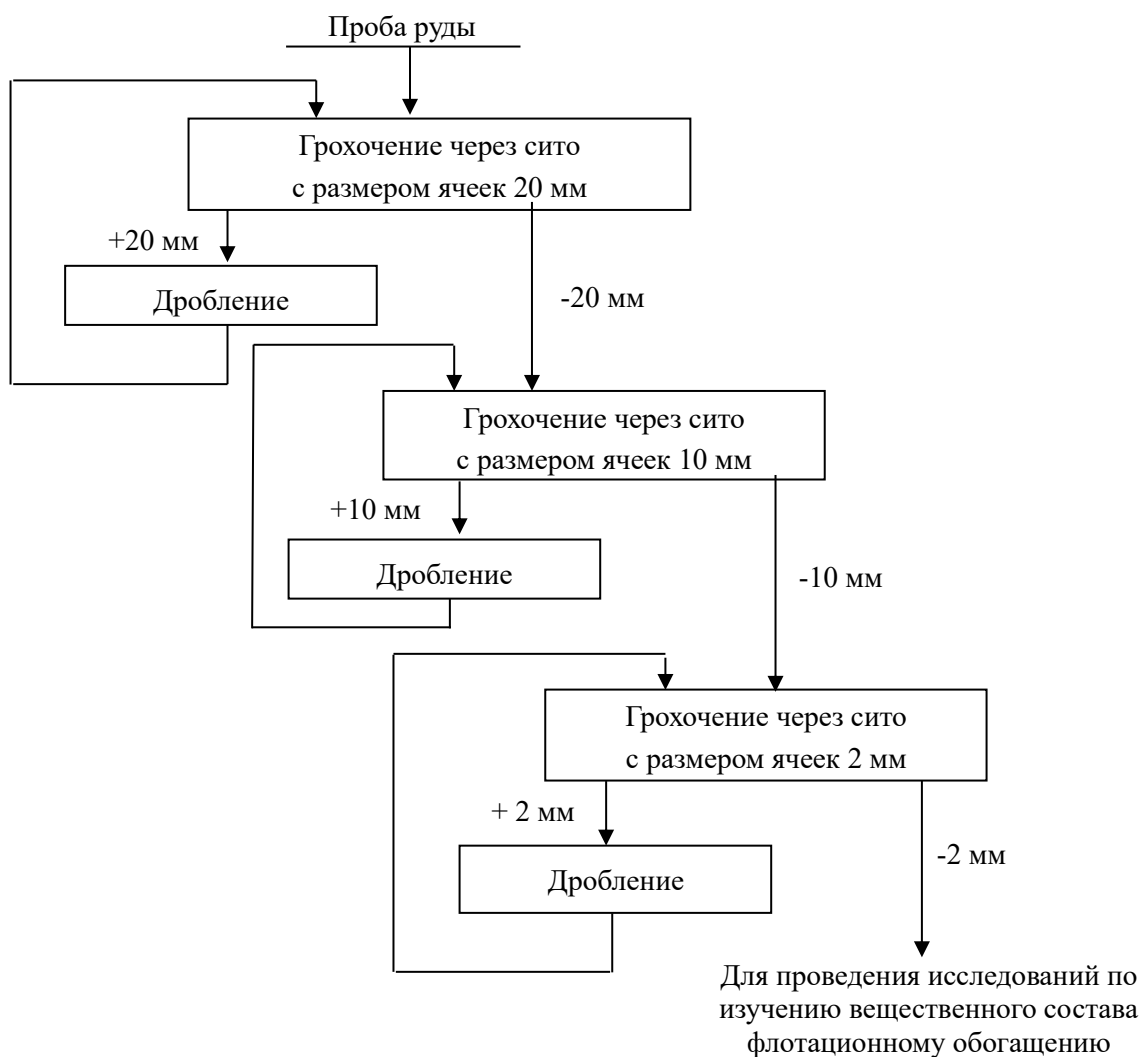 Проба руды
Грохочение через сито
с размером ячеек 20 мм
+20 мм
Дробление
-20 мм
Грохочение через сито
с размером ячеек 10 мм
+10 мм
Дробление
-10 мм
Грохочение через сито
с размером ячеек 2 мм
+ 2 мм
Дробление
-2 мм
Для проведения исследований по
изучению вещественного состава
флотационному обогащению